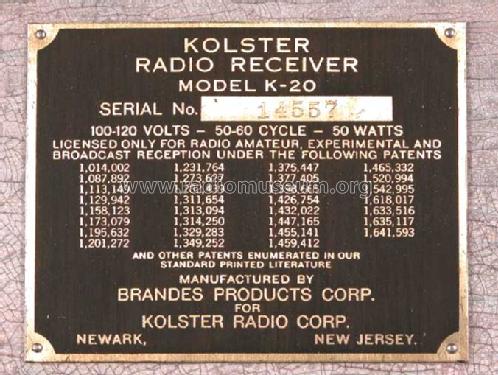 KOLSTER
RADIO RECEIVER
MODEL K-20
SERIAL No. 14557
100-120 VOLTS — 50-60 CYCLE — 50 WATTS
LICENSED ONLY FOR RADIO AMATEUR, EXPERIMENTAL AND
BROADCAST RECEPTION UNDER THE FOLLOWING PATENTS
1,014,002 1,231,764 1,375,447 1,465,332
1,087,892 1,273,627 1,377,405 1,520,994
1,113,149 www.radiomuseum.org 1,542,995
1,129,942 1,311,654 1,426,754 1,618,017
1,158,123 1,313,094 1,432,022 1,633,516
1,173,079 1,314,250 1,447,165 1,635,117
1,195,632 1,329,283 1,455,141 1,641,593
1,201,272 1,349,252 1,459,412
AND OTHER PATENTS ENUMERATED IN OUR
STANDARD PRINTED LITERATURE
MANUFACTURED BY
BRANDES PRODUCTS CORP.
FOR
KOLSTER RADIO CORP.
NEWARK, NEW JERSEY.